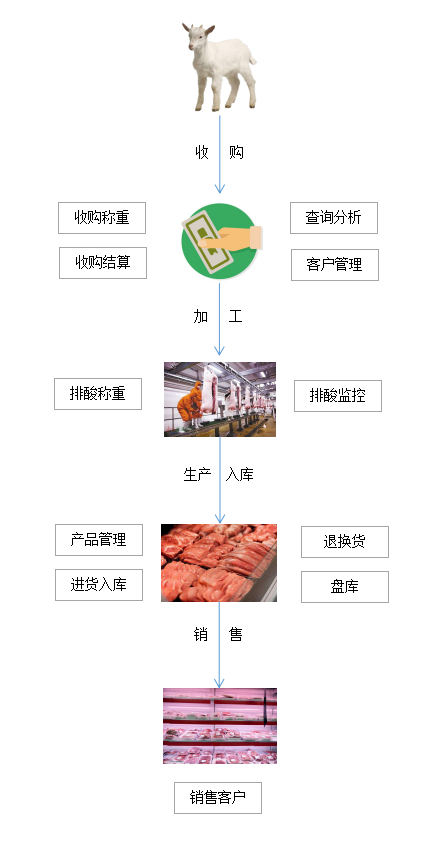 收 购
收购称重
查询分析
收购结算
客户管理
加 工
排酸称重
排酸监控
生产 入库
产品管理
退换货
进货入库
盘库
销 售
销售客户